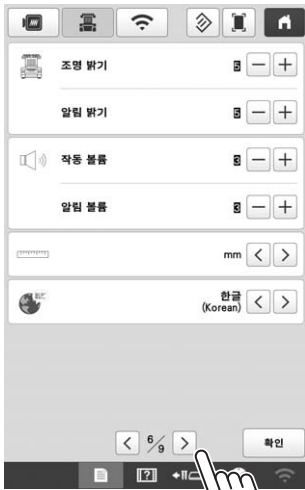 조명 밝기 5
알림 밝기 5
작동 볼륨 3
알림 볼륨 3
mm
한글
(Korean)
6/9
확인